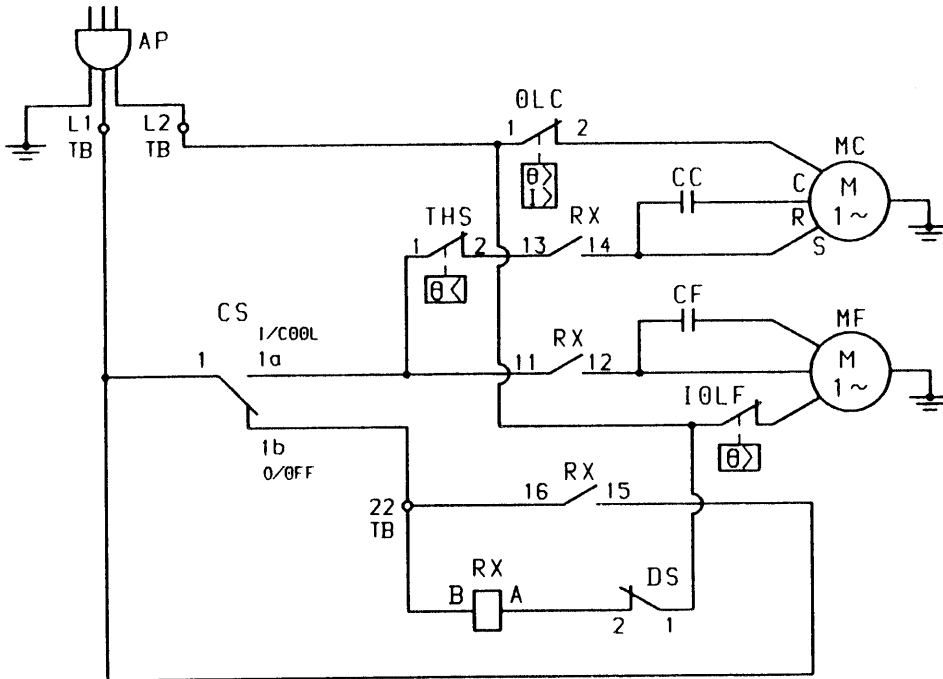 AP
L1
TB
L2
TB
OLC
1 2
θ>
I>
MC
C
R
S
M
1~
CC
THS
1 2
θ<
RX
13 14
CS
I/COOL
1 1a
1b
O/OFF
RX
11 12
CF
MF
M
1~
IOLF
θ>
22
TB
RX
16 15
RX
B A
DS
2 1